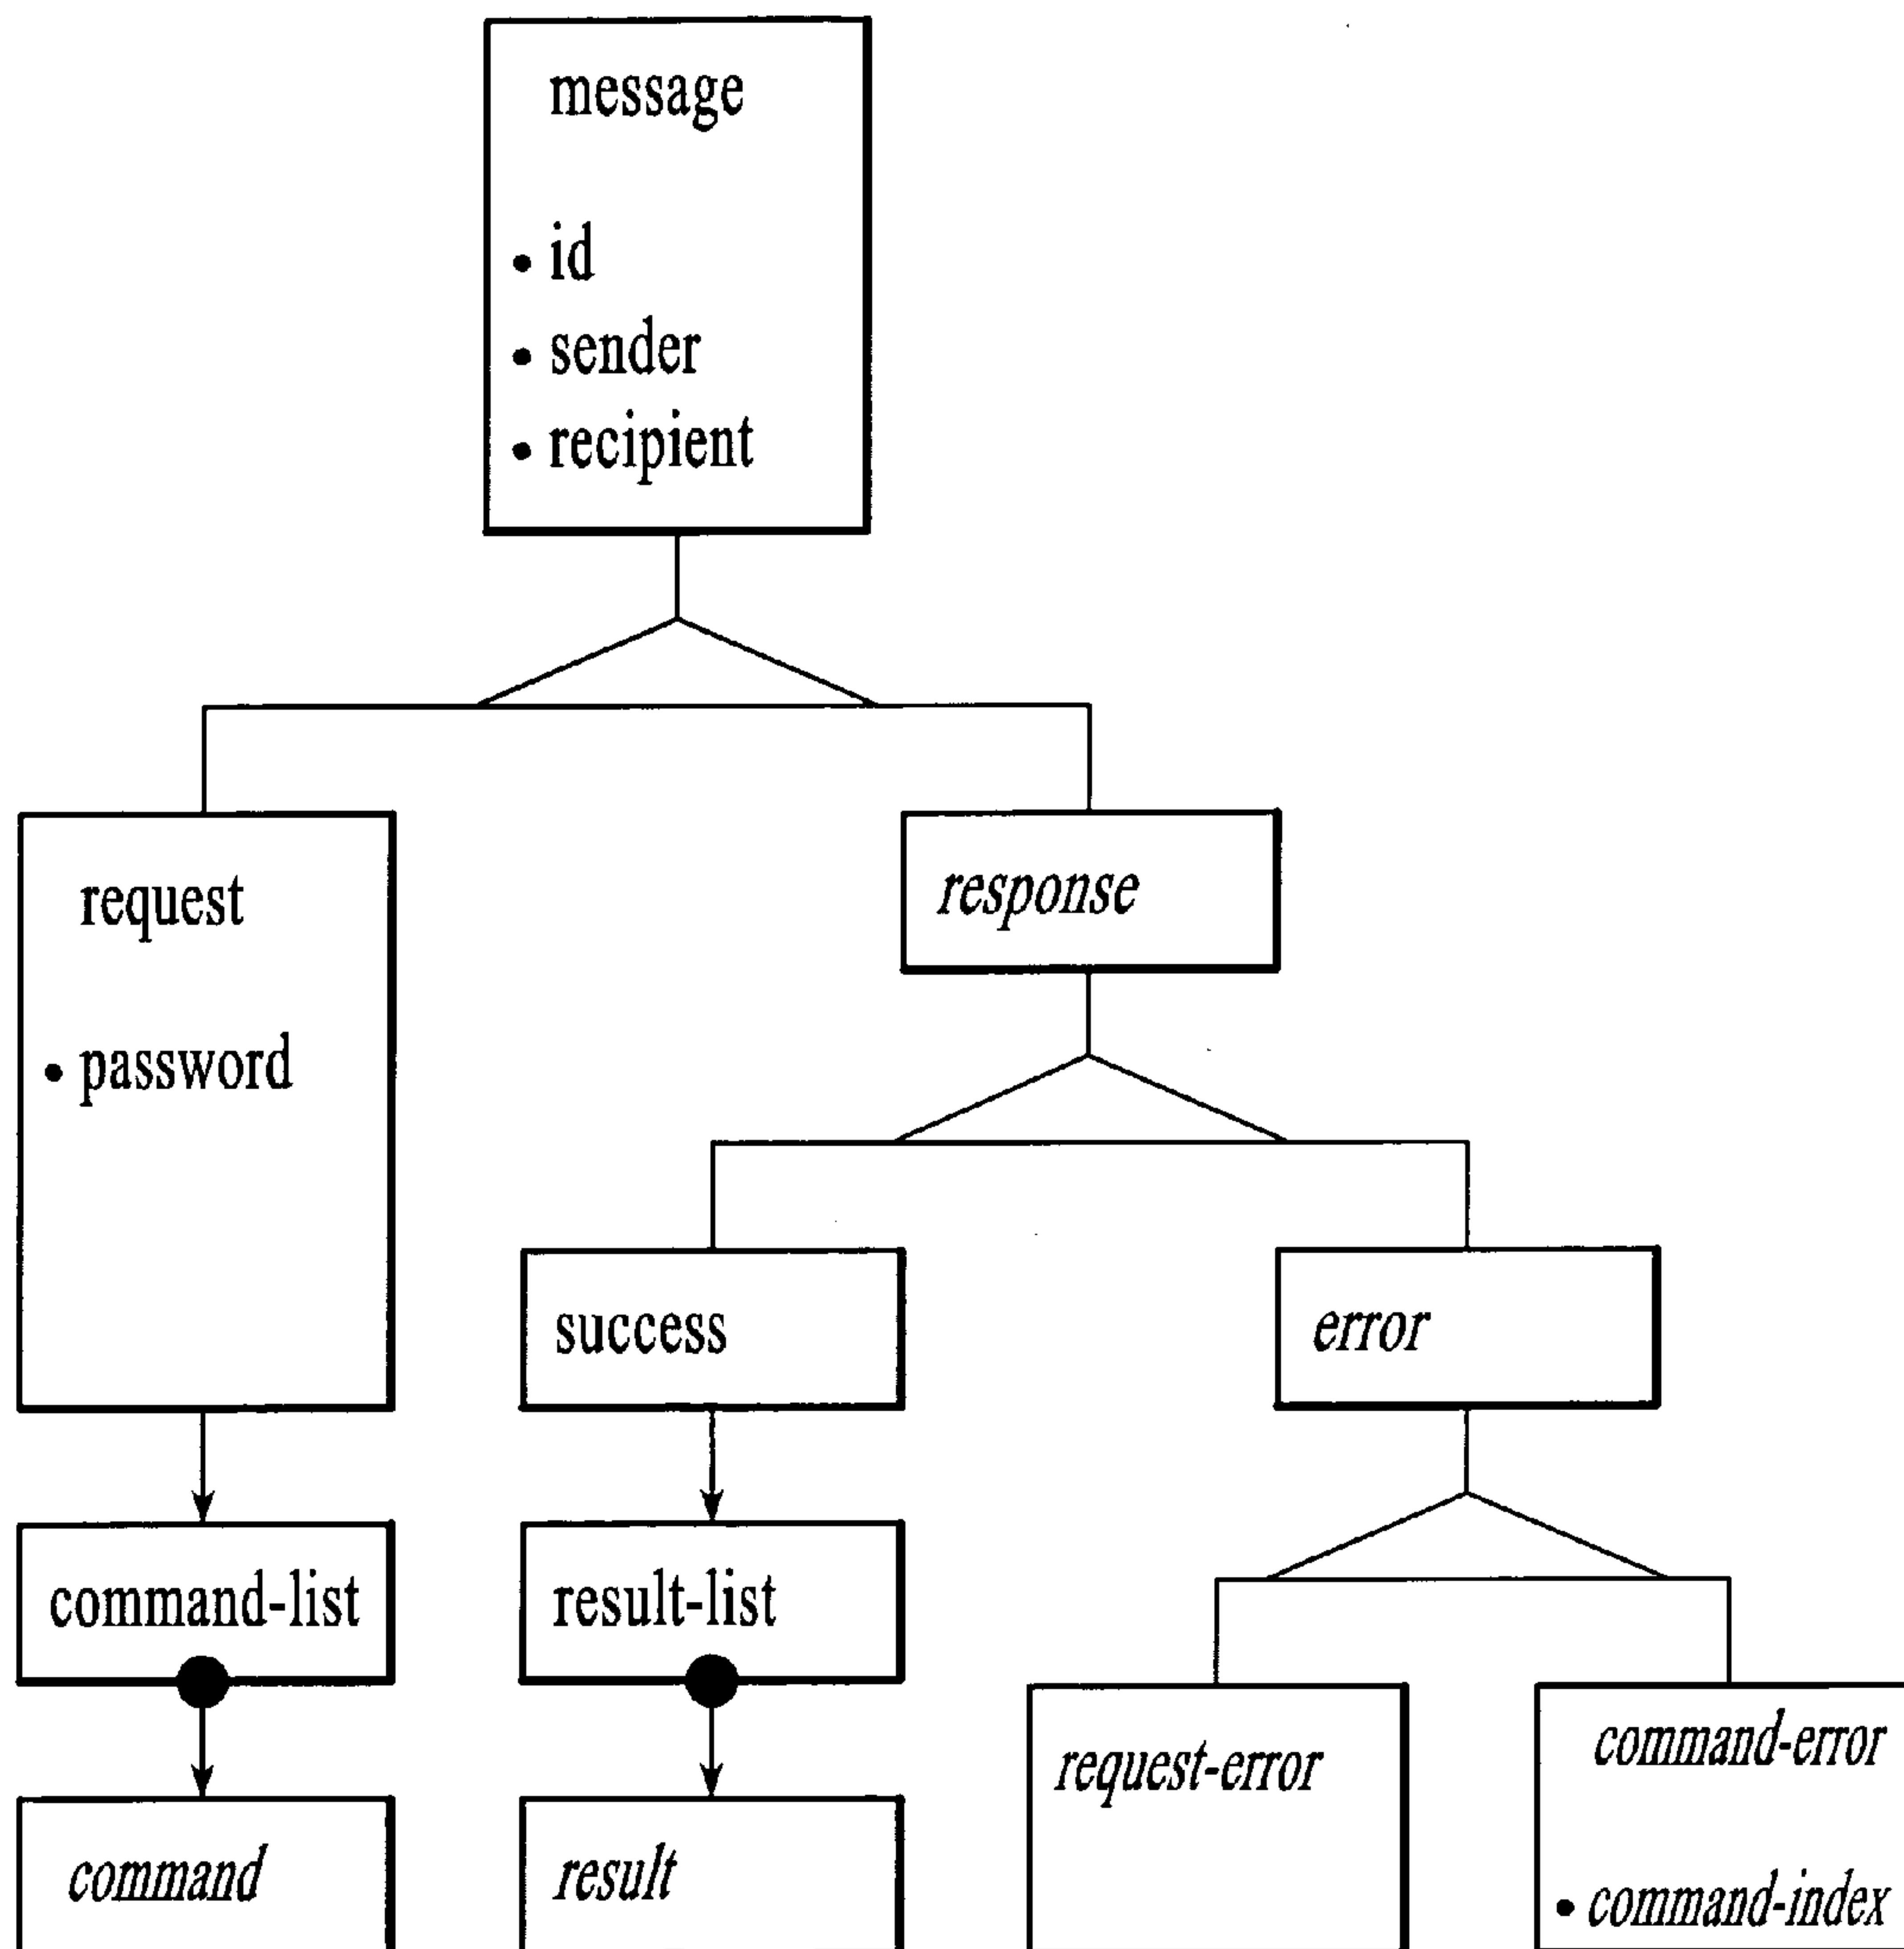 message
• id
• sender
• recipient
request
• password
response
success
error
command-list
result-list
command
result
request-error
command-error
• command-index